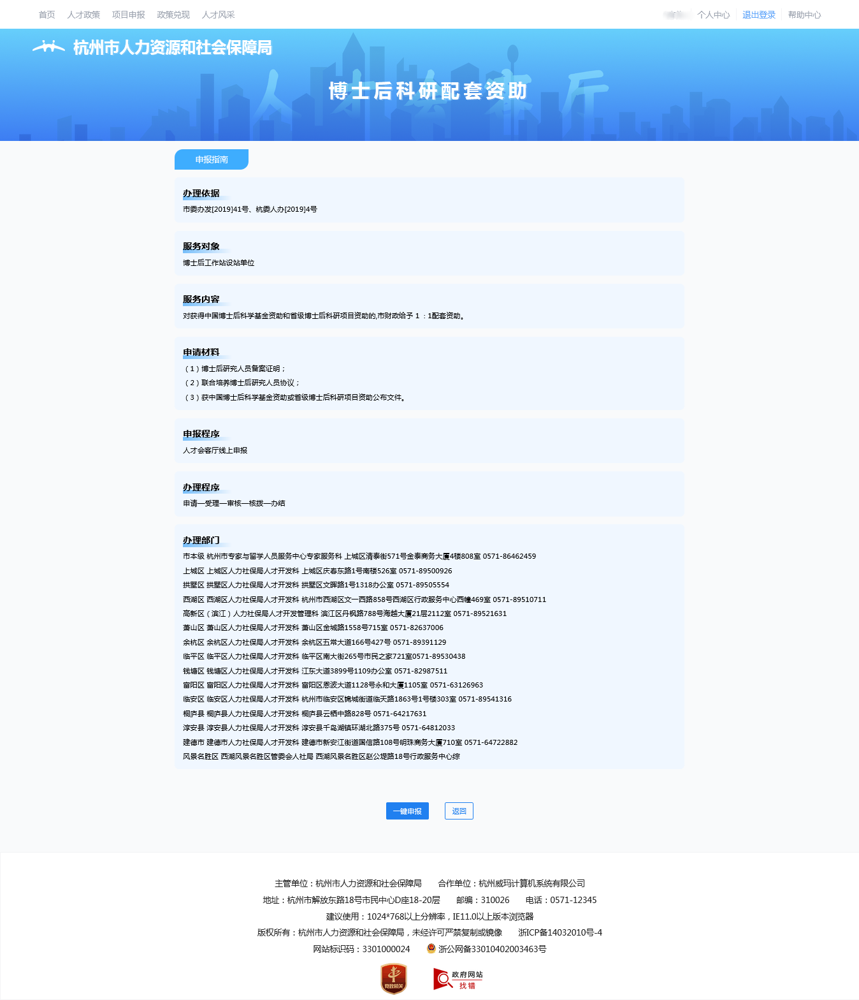 首页 人才政策 项目申报 政策兑现 人才风采
个人中心 退出登录 帮助中心
杭州市人力资源和社会保障局
人才会客厅
博士后科研配套资助
申报指南
办理依据
市委办发[2019]41号、杭委人办[2019]4号
服务对象
博士后工作站设站单位
服务内容
对获得中国博士后科学基金资助和省级博士后科研项目资助的,市财政给予 1 ：1配套资助。
申请材料
（1）博士后研究人员备案证明；
（2）联合培养博士后研究人员协议；
（3）获中国博士后科学基金资助或省级博士后科研项目资助公布文件。
申报程序
人才会客厅线上申报
办理程序
申请—受理—审核—核拨—办结
办理部门
市本级 杭州市专家与留学人员服务中心专家服务科 上城区清泰街571号金泰商务大厦4楼808室 0571-86462459
上城区 上城区人力社保局人才开发科 上城区庆春东路1号南楼526室 0571-89500926
拱墅区 拱墅区人力社保局人才开发科 拱墅区文晖路1号1318办公室 0571-89505554
西湖区 西湖区人力社保局人才开发科 杭州市西湖区文一西路858号西湖区行政服务中心西幢469室 0571-89510711
高新区（滨江）人力社保局人才开发管理科 滨江区丹枫路788号海越大厦21层2112室 0571-89521631
萧山区 萧山区人力社保局人才开发科 萧山区金城路1558号715室 0571-82637006
余杭区 余杭区人力社保局人才开发科 余杭区五常大道166号427号 0571-89391129
临平区 临平区人力社保局人才开发科 临平区南大街265号市民之家721室0571-89530438
钱塘区 钱塘区人力社保局人才开发科 江东大道3899号1109办公室 0571-82987511
富阳区 富阳区人力社保局人才开发科 富阳区恩波大道1128号永和大厦1105室 0571-63126963
临安区 临安区人力社保局人才开发科 杭州市临安区锦城街道临天路1863号1号楼303室 0571-89541316
桐庐县 桐庐县人力社保局人才开发科 桐庐县云栖中路828号 0571-64217631
淳安县 淳安县人力社保局人才开发科 淳安县千岛湖镇环湖北路375号 0571-64812033
建德市 建德市人力社保局人才开发科 建德市新安江街道国信路108号明珠商务大厦710室 0571-64722882
风景名胜区 西湖风景名胜区管委会人社局 西湖风景名胜区赵公堤路18号行政服务中心综
一键申报 返回
主管单位：杭州市人力资源和社会保障局 合作单位：杭州威玛计算机系统有限公司
地址：杭州市解放东路18号市民中心D座18-20层 邮编：310026 电话：0571-12345
建议使用：1024*768以上分辨率，IE11.0以上版本浏览器
版权所有：杭州市人力资源和社会保障局，未经许可严禁复制或镜像 浙ICP备14032010号-4
网站标识码：3301000024 浙公网备33010402003463号
党政机关 政府网站
找错